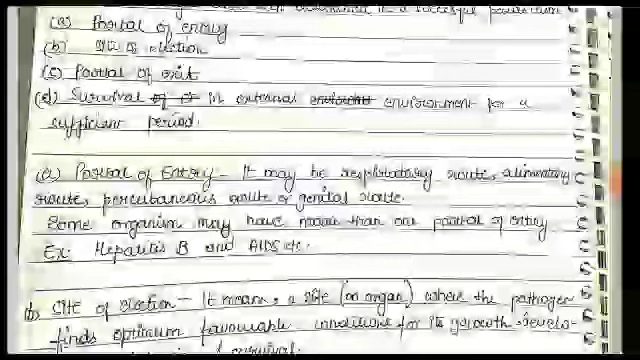 (a) Portal of entry
(b) Site of election
(c) Portal of exit
(d) Survival of in external environment for a
sufficient period.
(a) Portal of Entry - It may be respiratory route, alimentary
route, percutaneous route or genital route.
Some organism may have more than one portal of entry
Ex: Hepatitis B and AIDS etc.
(b) Site of election - It means, a site (or organ) where the pathogen
finds optimum favourable conditions for its growth, develo-
survival.